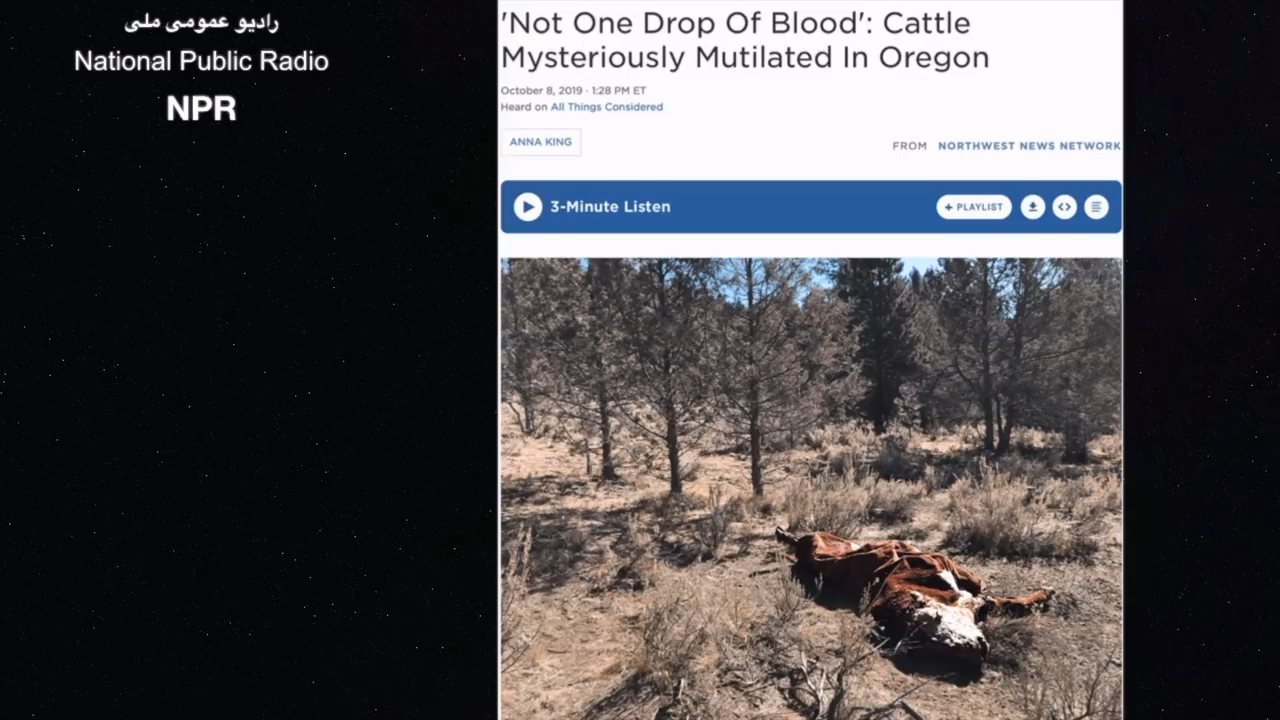 رادیو عمومی ملی
National Public Radio
NPR
'Not One Drop Of Blood': Cattle
Mysteriously Mutilated In Oregon
October 8, 2019 · 1:28 PM ET
Heard on All Things Considered
ANNA KING
FROM NORTHWEST NEWS NETWORK
3-Minute Listen
+ PLAYLIST